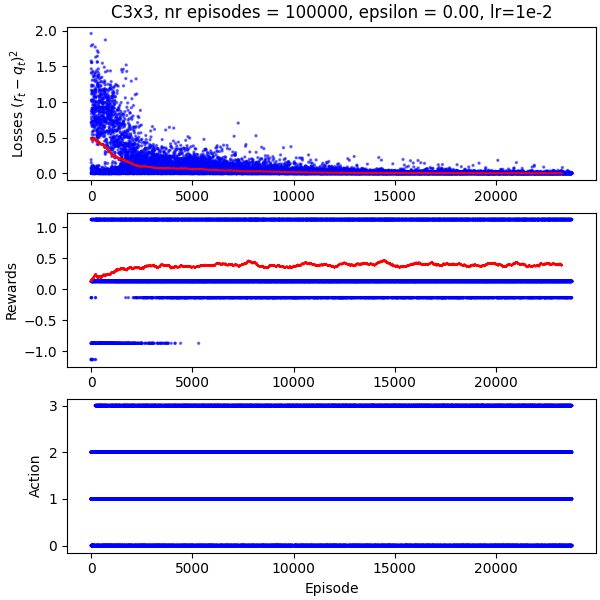 C3x3, nr episodes = 100000, epsilon = 0.00, lr=1e-2
Losses $(r_t - q_t)^2$
2.0
1.5
1.0
0.5
0.0
0 5000 10000 15000 20000
Rewards
1.0
0.5
0.0
−0.5
−1.0
0 5000 10000 15000 20000
Action
3
2
1
0
0 5000 10000 15000 20000
Episode